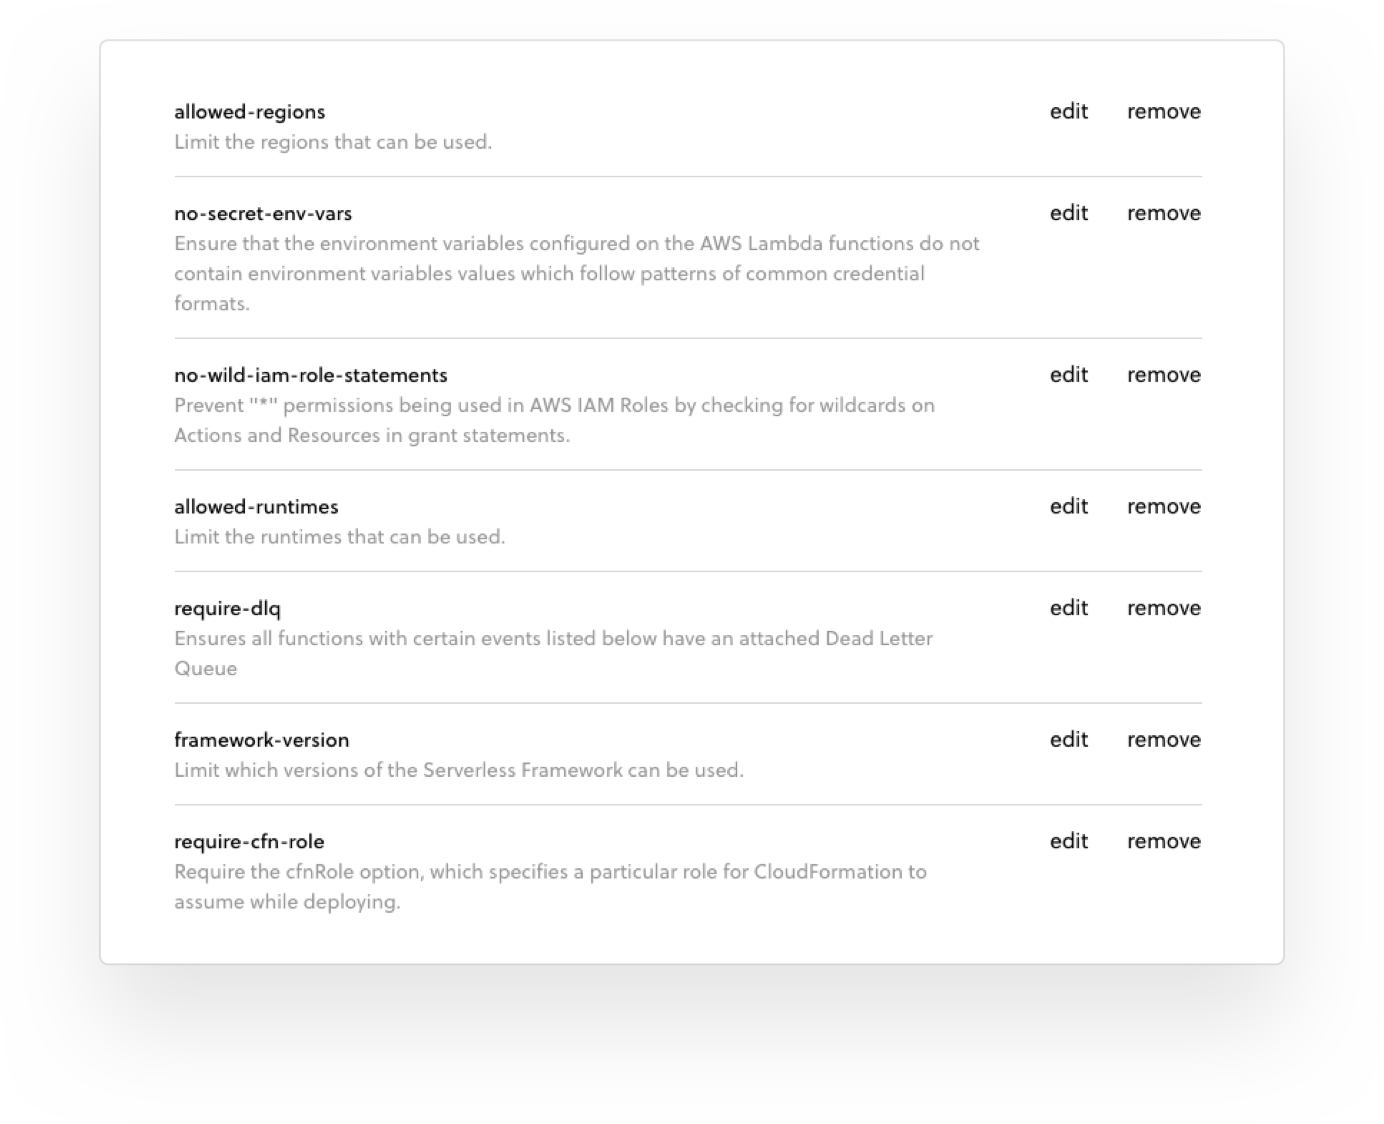 allowed-regions edit remove
Limit the regions that can be used.
no-secret-env-vars edit remove
Ensure that the environment variables configured on the AWS Lambda functions do not
contain environment variables values which follow patterns of common credential
formats.
no-wild-iam-role-statements edit remove
Prevent "*" permissions being used in AWS IAM Roles by checking for wildcards on
Actions and Resources in grant statements.
allowed-runtimes edit remove
Limit the runtimes that can be used.
require-dlq edit remove
Ensures all functions with certain events listed below have an attached Dead Letter
Queue
framework-version edit remove
Limit which versions of the Serverless Framework can be used.
require-cfn-role edit remove
Require the cfnRole option, which specifies a particular role for CloudFormation to
assume while deploying.